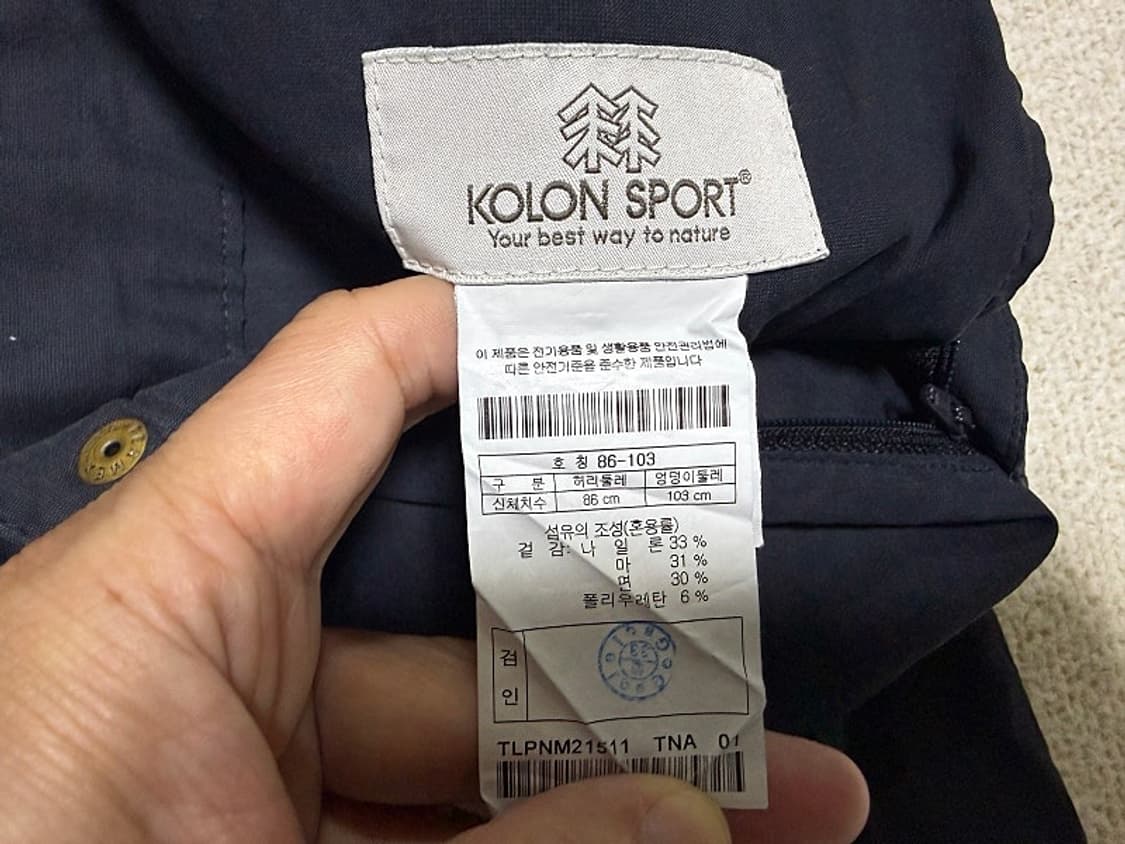 KOLON SPORT®
Your best way to nature
이 제품은 전기용품 및 생활용품 안전관리법에
따른 안전기준을 준수한 제품입니다
호 칭 86-103
구 분 허리둘레 엉덩이둘레
신체치수 86 cm 103 cm
섬유의 조성(혼용률)
겉 감: 나 일 론 33 %
마 31 %
면 30 %
폴리우레탄 6 %
검
인
TLPNM21511 TNA 01